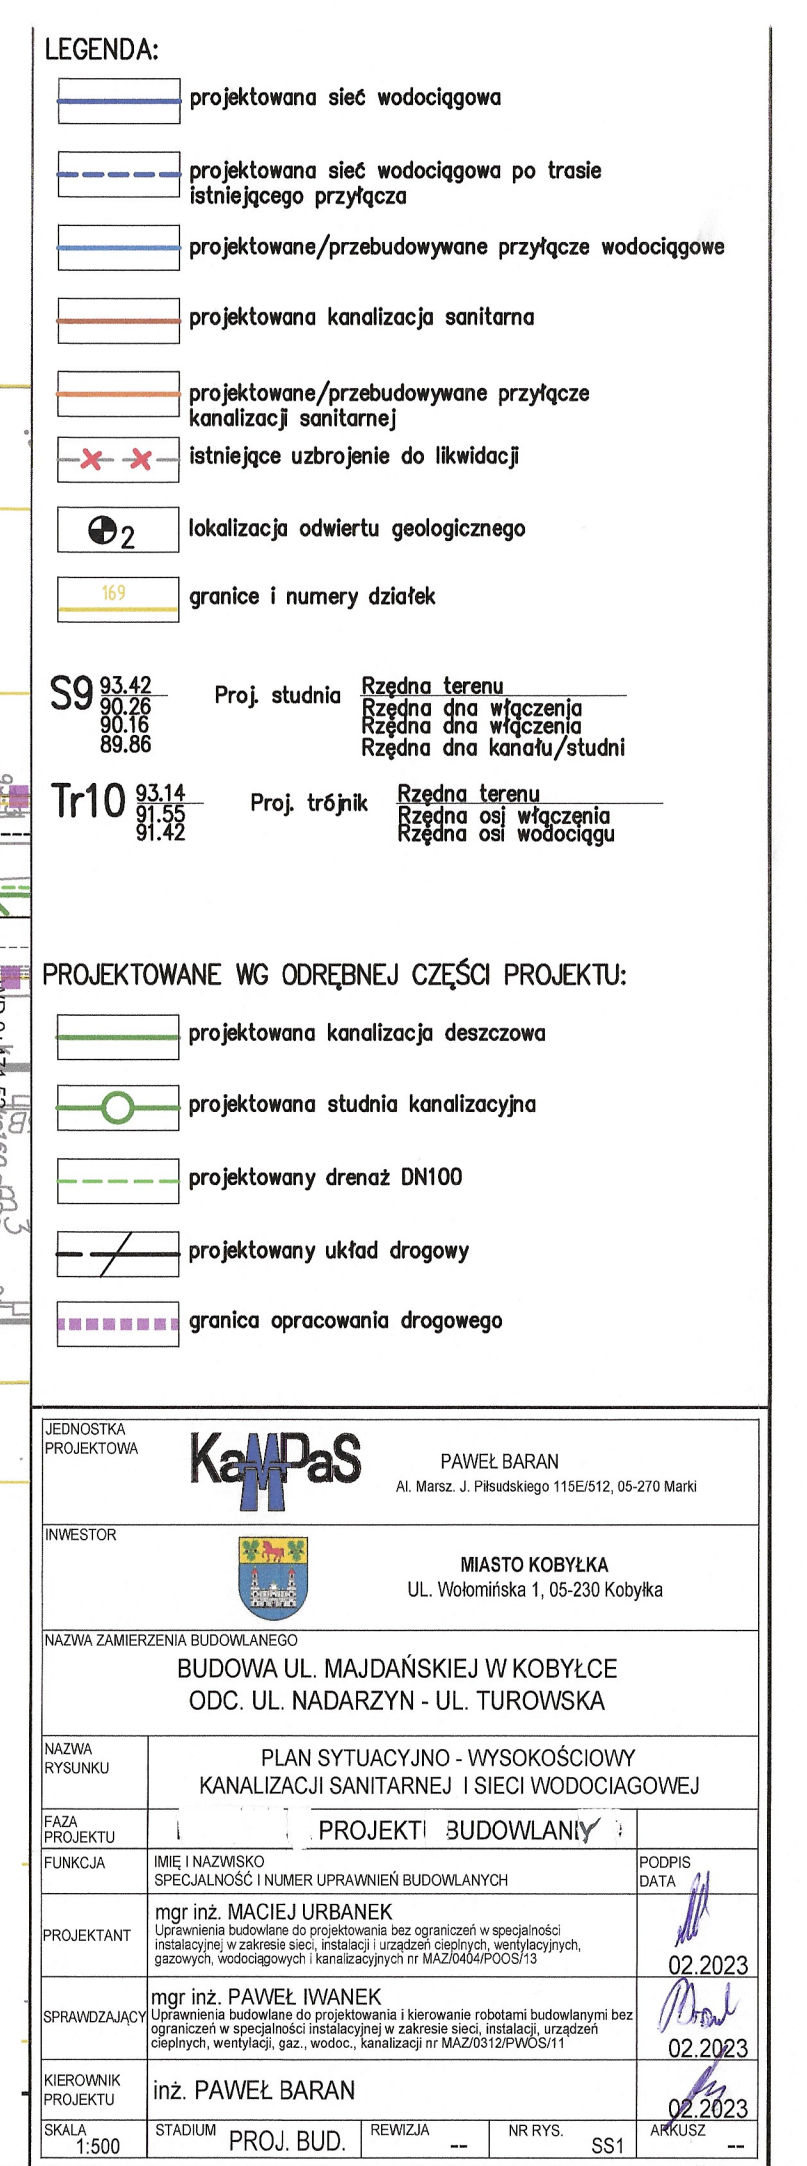 LEGENDA:
projektowana sieć wodociągowa
projektowana sieć wodociągowa po trasie
istniejącego przyłącza
projektowane/przebudowywane przyłącze wodociągowe
projektowana kanalizacja sanitarna
projektowane/przebudowywane przyłącze
kanalizacji sanitarnej
istniejące uzbrojenie do likwidacji
2 lokalizacja odwiertu geologicznego
169 granice i numery działek
S9 93.42 Proj. studnia Rzędna terenu
90.26 Rzędna dna włączenia
90.16 Rzędna dna włączenia
89.86 Rzędna dna kanału/studni
Tr10 93.14 Proj. trójnik Rzędna terenu
91.55 Rzędna osi włączenia
91.42 Rzędna osi wodociągu
PROJEKTOWANE WG ODRĘBNEJ CZĘŚCI PROJEKTU:
projektowana kanalizacja deszczowa
projektowana studnia kanalizacyjna
projektowany drenaż DN100
projektowany układ drogowy
granica opracowania drogowego
JEDNOSTKA
PROJEKTOWA
KaMPaS
PAWEŁ BARAN
Al. Marsz. J. Piłsudskiego 115E/512, 05-270 Marki
INWESTOR
MIASTO KOBYŁKA
UL. Wołomińska 1, 05-230 Kobyłka
NAZWA ZAMIERZENIA BUDOWLANEGO
BUDOWA UL. MAJDAŃSKIEJ W KOBYŁCE
ODC. UL. NADARZYN - UL. TUROWSKA
NAZWA
RYSUNKU
PLAN SYTUACYJNO - WYSOKOŚCIOWY
KANALIZACJI SANITARNEJ I SIECI WODOCIAGOWEJ
FAZA
PROJEKTU
PROJEKT BUDOWLANY
FUNKCJA
IMIĘ I NAZWISKO
SPECJALNOŚĆ I NUMER UPRAWNIEŃ BUDOWLANYCH
PODPIS
DATA
PROJEKTANT
mgr inż. MACIEJ URBANEK
Uprawnienia budowlane do projektowania bez ograniczeń w specjalności
instalacyjnej w zakresie sieci, instalacji i urządzeń cieplnych, wentylacyjnych,
gazowych, wodociągowych i kanalizacyjnych nr MAZ/0404/POOS/13
02.2023
SPRAWDZAJĄCY
mgr inż. PAWEŁ IWANEK
Uprawnienia budowlane do projektowania i kierowanie robotami budowlanymi bez
ograniczeń w specjalności instalacyjnej w zakresie sieci, instalacji, urządzeń
cieplnych, wentylacji, gaz., wodoc., kanalizacji nr MAZ/0312/PWOS/11
02.2023
KIEROWNIK
PROJEKTU
inż. PAWEŁ BARAN
02.2023
SKALA
1:500
STADIUM
PROJ. BUD.
REWIZJA
--
NR RYS.
SS1
ARKUSZ
--